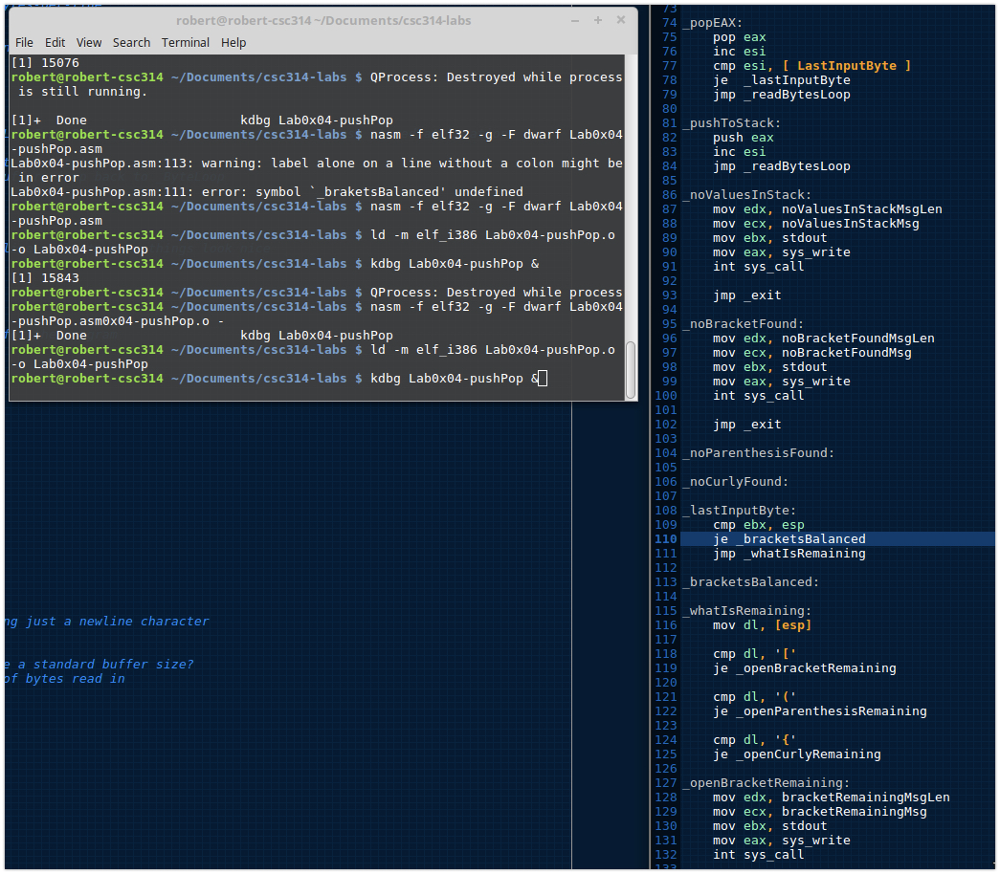 robert@robert-csc314 ~/Documents/csc314-labs
File Edit View Search Terminal Help
[1] 15076
robert@robert-csc314 ~/Documents/csc314-labs $ QProcess: Destroyed while process
is still running.
[1]+  Done                    kdbg Lab0x04-pushPop
robert@robert-csc314 ~/Documents/csc314-labs $ nasm -f elf32 -g -F dwarf Lab0x04
-pushPop.asm
Lab0x04-pushPop.asm:113: warning: label alone on a line without a colon might be
in error
Lab0x04-pushPop.asm:111: error: symbol `_braketsBalanced' undefined
robert@robert-csc314 ~/Documents/csc314-labs $ nasm -f elf32 -g -F dwarf Lab0x04
-pushPop.asm
robert@robert-csc314 ~/Documents/csc314-labs $ ld -m elf_i386 Lab0x04-pushPop.o
-o Lab0x04-pushPop
robert@robert-csc314 ~/Documents/csc314-labs $ kdbg Lab0x04-pushPop &
[1] 15843
robert@robert-csc314 ~/Documents/csc314-labs $ QProcess: Destroyed while process
robert@robert-csc314 ~/Documents/csc314-labs $ nasm -f elf32 -g -F dwarf Lab0x04
-pushPop.asm0x04-pushPop.o -
[1]+  Done                    kdbg Lab0x04-pushPop
robert@robert-csc314 ~/Documents/csc314-labs $ ld -m elf_i386 Lab0x04-pushPop.o
-o Lab0x04-pushPop
robert@robert-csc314 ~/Documents/csc314-labs $ kdbg Lab0x04-pushPop &
ng just a newline character
e a standard buffer size?
of bytes read in
73
74 _popEAX:
75     pop eax
76     inc esi
77     cmp esi, [ LastInputByte ]
78     je  _lastInputByte
79     jmp _readBytesLoop
80
81 _pushToStack:
82     push eax
83     inc esi
84     jmp _readBytesLoop
85
86 _noValuesInStack:
87     mov edx, noValuesInStackMsgLen
88     mov ecx, noValuesInStackMsg
89     mov ebx, stdout
90     mov eax, sys_write
91     int sys_call
92
93     jmp _exit
94
95 _noBracketFound:
96     mov edx, noBracketFoundMsgLen
97     mov ecx, noBracketFoundMsg
98     mov ebx, stdout
99     mov eax, sys_write
100     int sys_call
101
102     jmp _exit
103
104 _noParenthesisFound:
105
106 _noCurlyFound:
107
108 _lastInputByte:
109     cmp ebx, esp
110     je _bracketsBalanced
111     jmp _whatIsRemaining
112
113 _bracketsBalanced:
114
115 _whatIsRemaining:
116     mov dl, [esp]
117
118     cmp dl, '['
119     je _openBracketRemaining
120
121     cmp dl, '('
122     je _openParenthesisRemaining
123
124     cmp dl, '{'
125     je _openCurlyRemaining
126
127 _openBracketRemaining:
128     mov edx, bracketRemainingMsgLen
129     mov ecx, bracketRemainingMsg
130     mov ebx, stdout
131     mov eax, sys_write
132     int sys_call
133